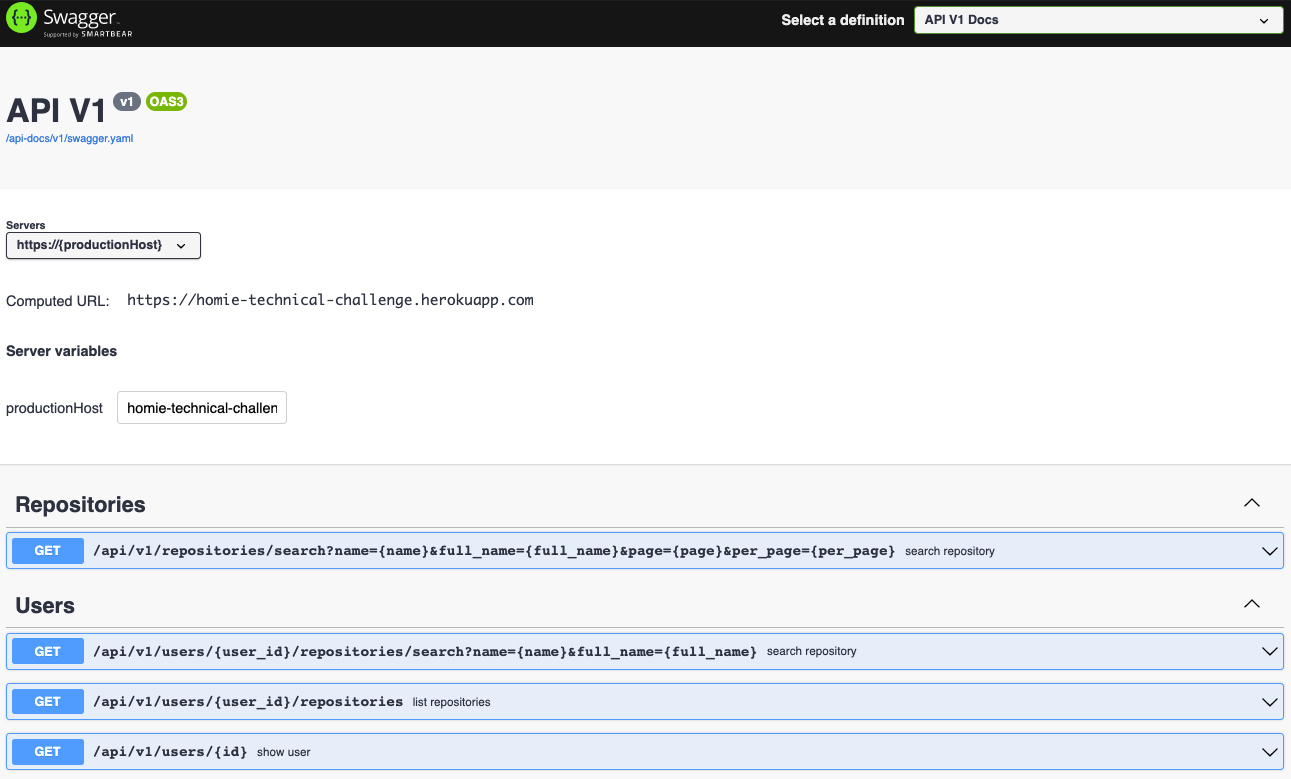 {···} Swagger.
Supported by SMARTBEAR
Select a definition
API V1 Docs
API V1 v1 OAS3
/api-docs/v1/swagger.yaml
Servers
https://{productionHost}
Computed URL: https://homie-technical-challenge.herokuapp.com
Server variables
productionHost homie-technical-challen
Repositories
GET /api/v1/repositories/search?name={name}&full_name={full_name}&page={page}&per_page={per_page} search repository
Users
GET /api/v1/users/{user_id}/repositories/search?name={name}&full_name={full_name} search repository
GET /api/v1/users/{user_id}/repositories list repositories
GET /api/v1/users/{id} show user